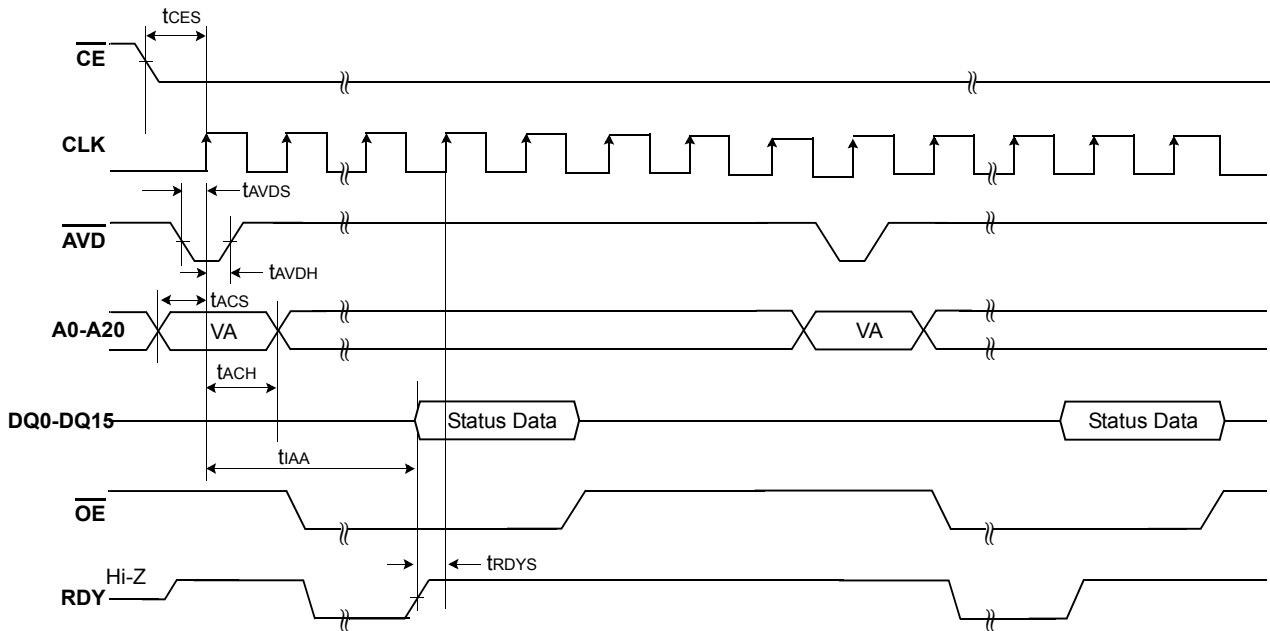 tCES
CE
CLK
tAVDS
AVD
tAVDH
tACS
A0-A20
VA
VA
tACH
DQ0-DQ15
Status Data
Status Data
tIAA
OE
tRDYS
Hi-Z
RDY